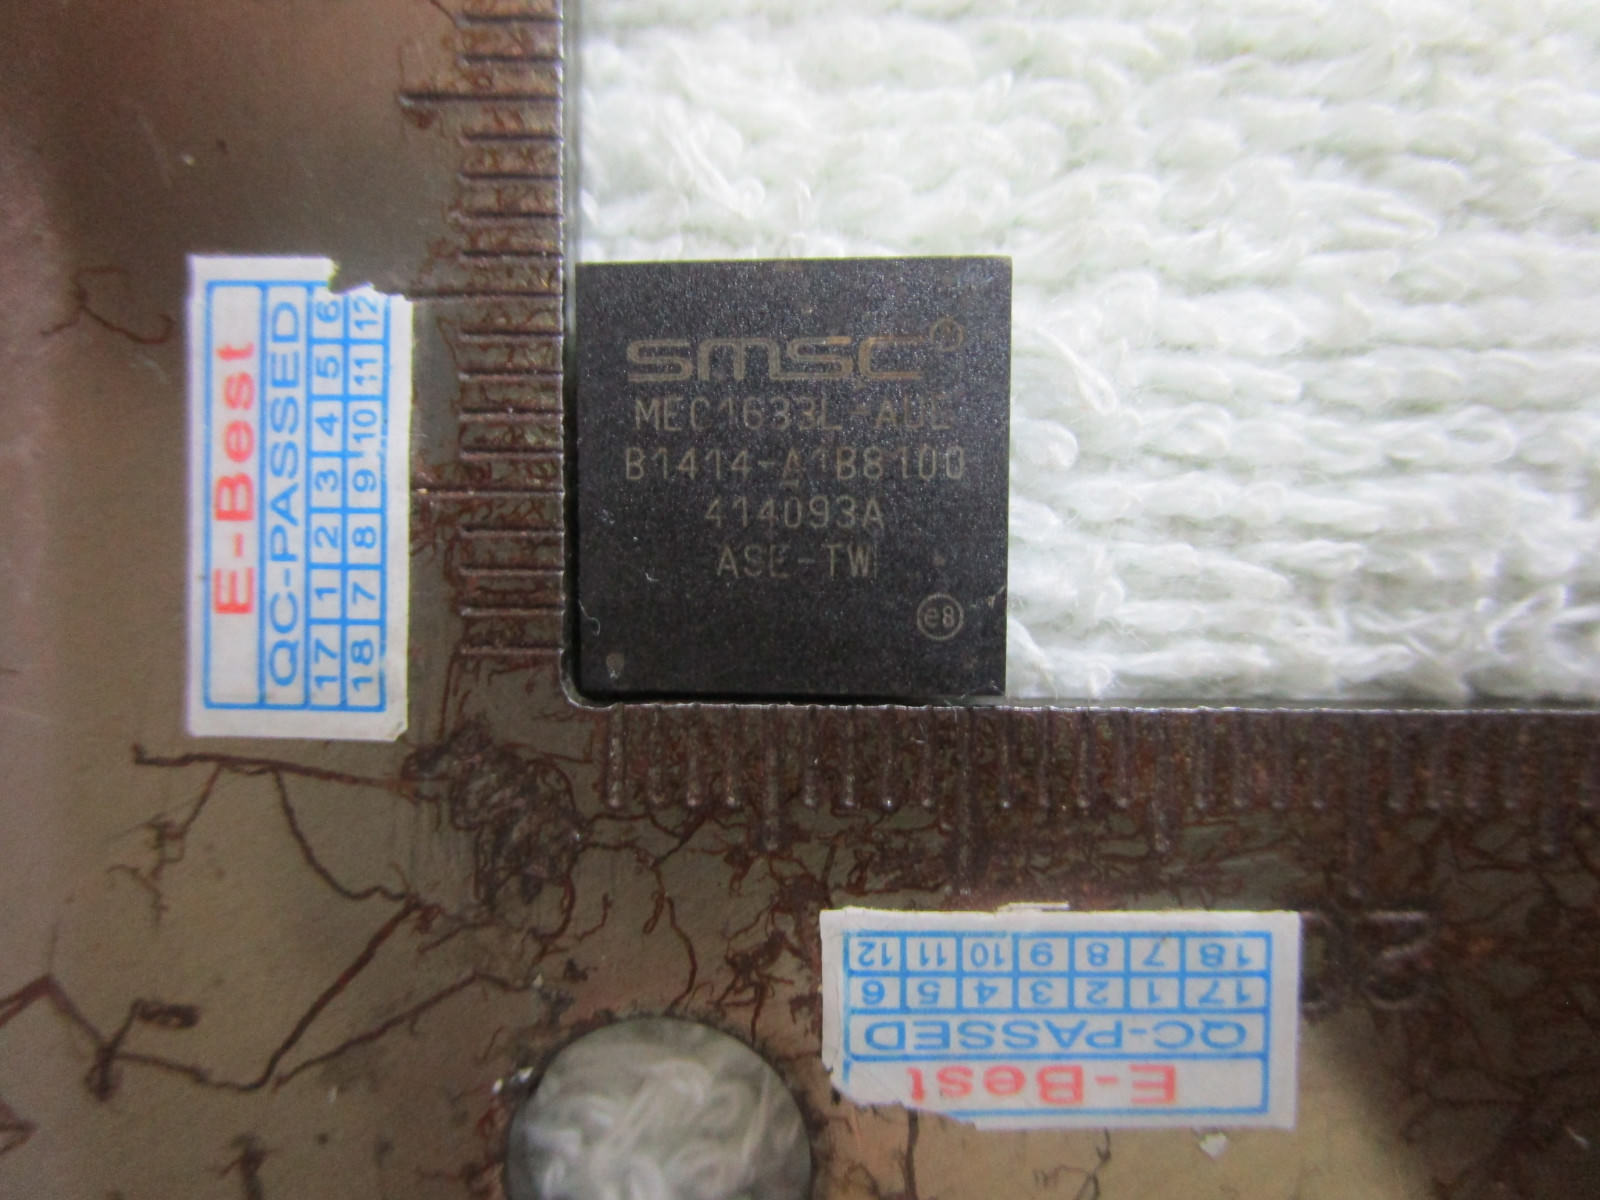 SMSC
MEC1633L-AUE
B1414-A1B8100
414093A
ASE-TW
e8
E-Best
QC-PASSED
17 1 2 3 4 5 6
18 7 8 9 10 11 12
E-Best
QC-PASSED
17 1 2 3 4 5 6
18 7 8 9 10 11 12